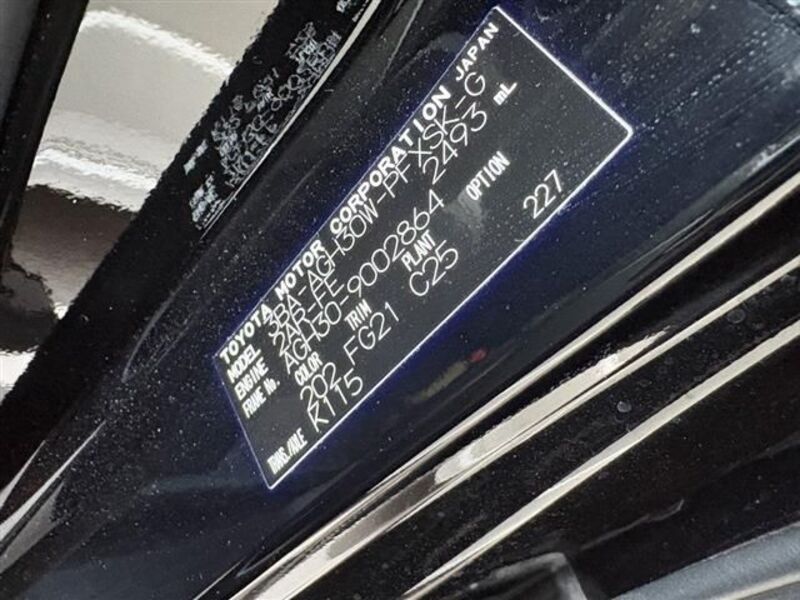 TOYOTA MOTOR CORPORATION JAPAN
MODEL 3BA-AGH30W-PFXSK-G
ENGINE 2AR-FE 2493 mL
FRAME No. AGH30-9002864
COLOR TRIM PLANT OPTION
202 FG21 C25 227
TRANS./AXLE K115